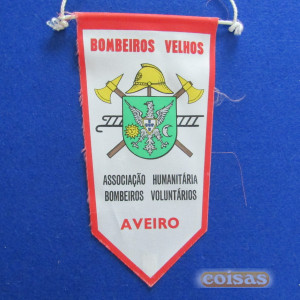 BOMBEIROS VELHOS
ASSOCIAÇÃO HUMANITÁRIA
BOMBEIROS VOLUNTÁRIOS
AVEIRO
coisas